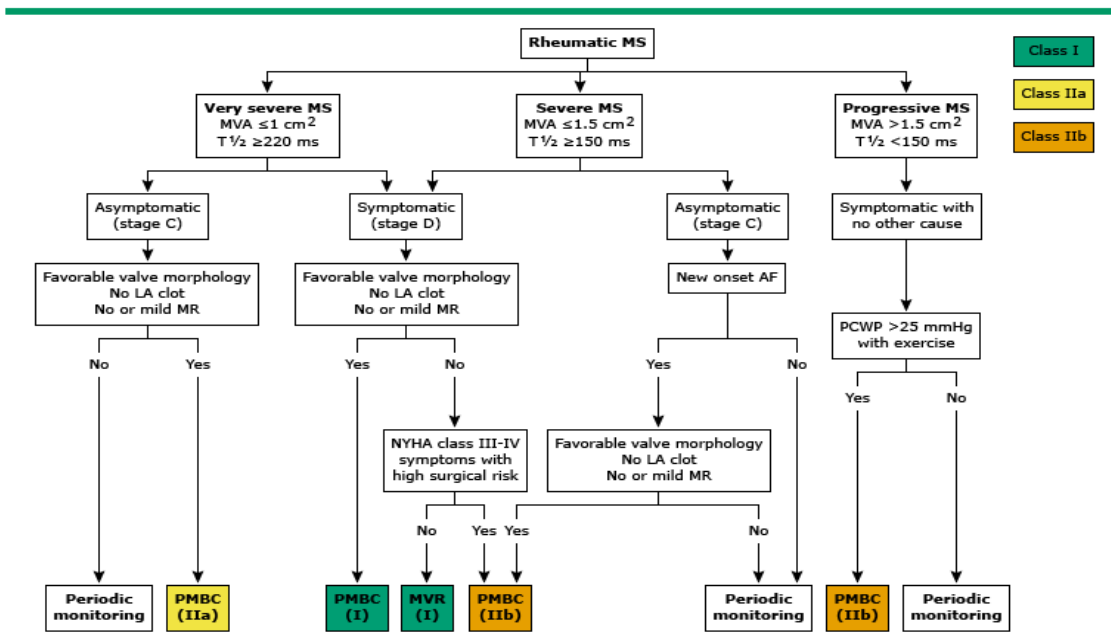 Rheumatic MS
Class I
Class IIa
Class IIb
Very severe MS
MVA ≤1 cm²
T½ ≥220 ms
Severe MS
MVA ≤1.5 cm²
T½ ≥150 ms
Progressive MS
MVA >1.5 cm²
T½ <150 ms
Asymptomatic
(stage C)
Symptomatic
(stage D)
Asymptomatic
(stage C)
Symptomatic with
no other cause
Favorable valve morphology
No LA clot
No or mild MR
Favorable valve morphology
No LA clot
No or mild MR
New onset AF
PCWP >25 mmHg
with exercise
No
Yes
Yes
No
Yes
No
Yes
No
NYHA class III-IV
symptoms with
high surgical risk
Favorable valve morphology
No LA clot
No or mild MR
No
Yes
Yes
No
Periodic
monitoring
PMBC
(IIa)
PMBC
(I)
MVR
(I)
PMBC
(IIb)
Periodic
monitoring
PMBC
(IIb)
Periodic
monitoring